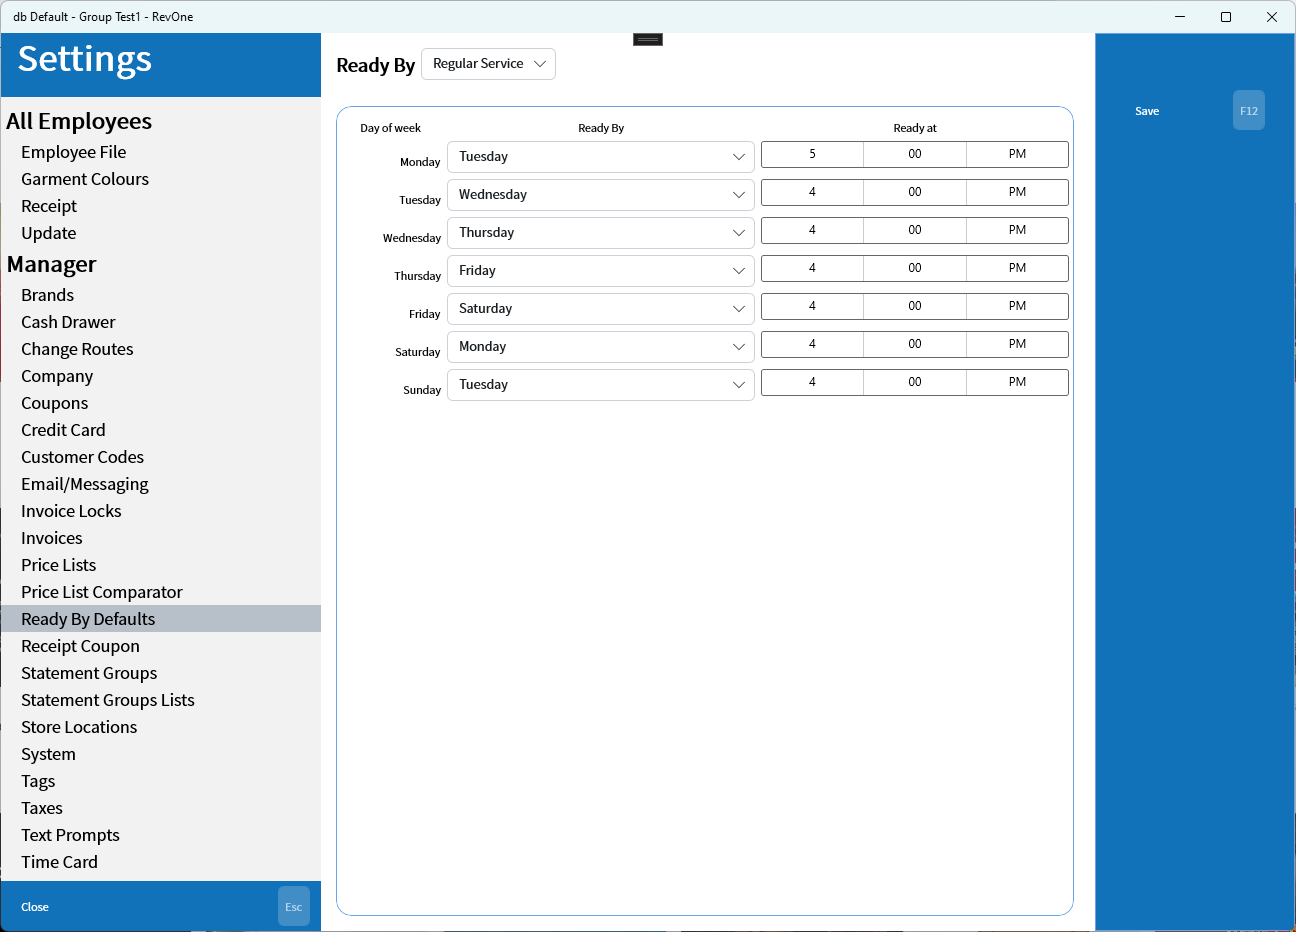 db Default - Group Test1 - RevOne
Settings
All Employees
Employee File
Garment Colours
Receipt
Update
Manager
Brands
Cash Drawer
Change Routes
Company
Coupons
Credit Card
Customer Codes
Email/Messaging
Invoice Locks
Invoices
Price Lists
Price List Comparator
Ready By Defaults
Receipt Coupon
Statement Groups
Statement Groups Lists
Store Locations
System
Tags
Taxes
Text Prompts
Time Card
Close Esc
Ready By Regular Service
Day of week Ready By Ready at
Monday Tuesday 5 00 PM
Tuesday Wednesday 4 00 PM
Wednesday Thursday 4 00 PM
Thursday Friday 4 00 PM
Friday Saturday 4 00 PM
Saturday Monday 4 00 PM
Sunday Tuesday 4 00 PM
Save F12